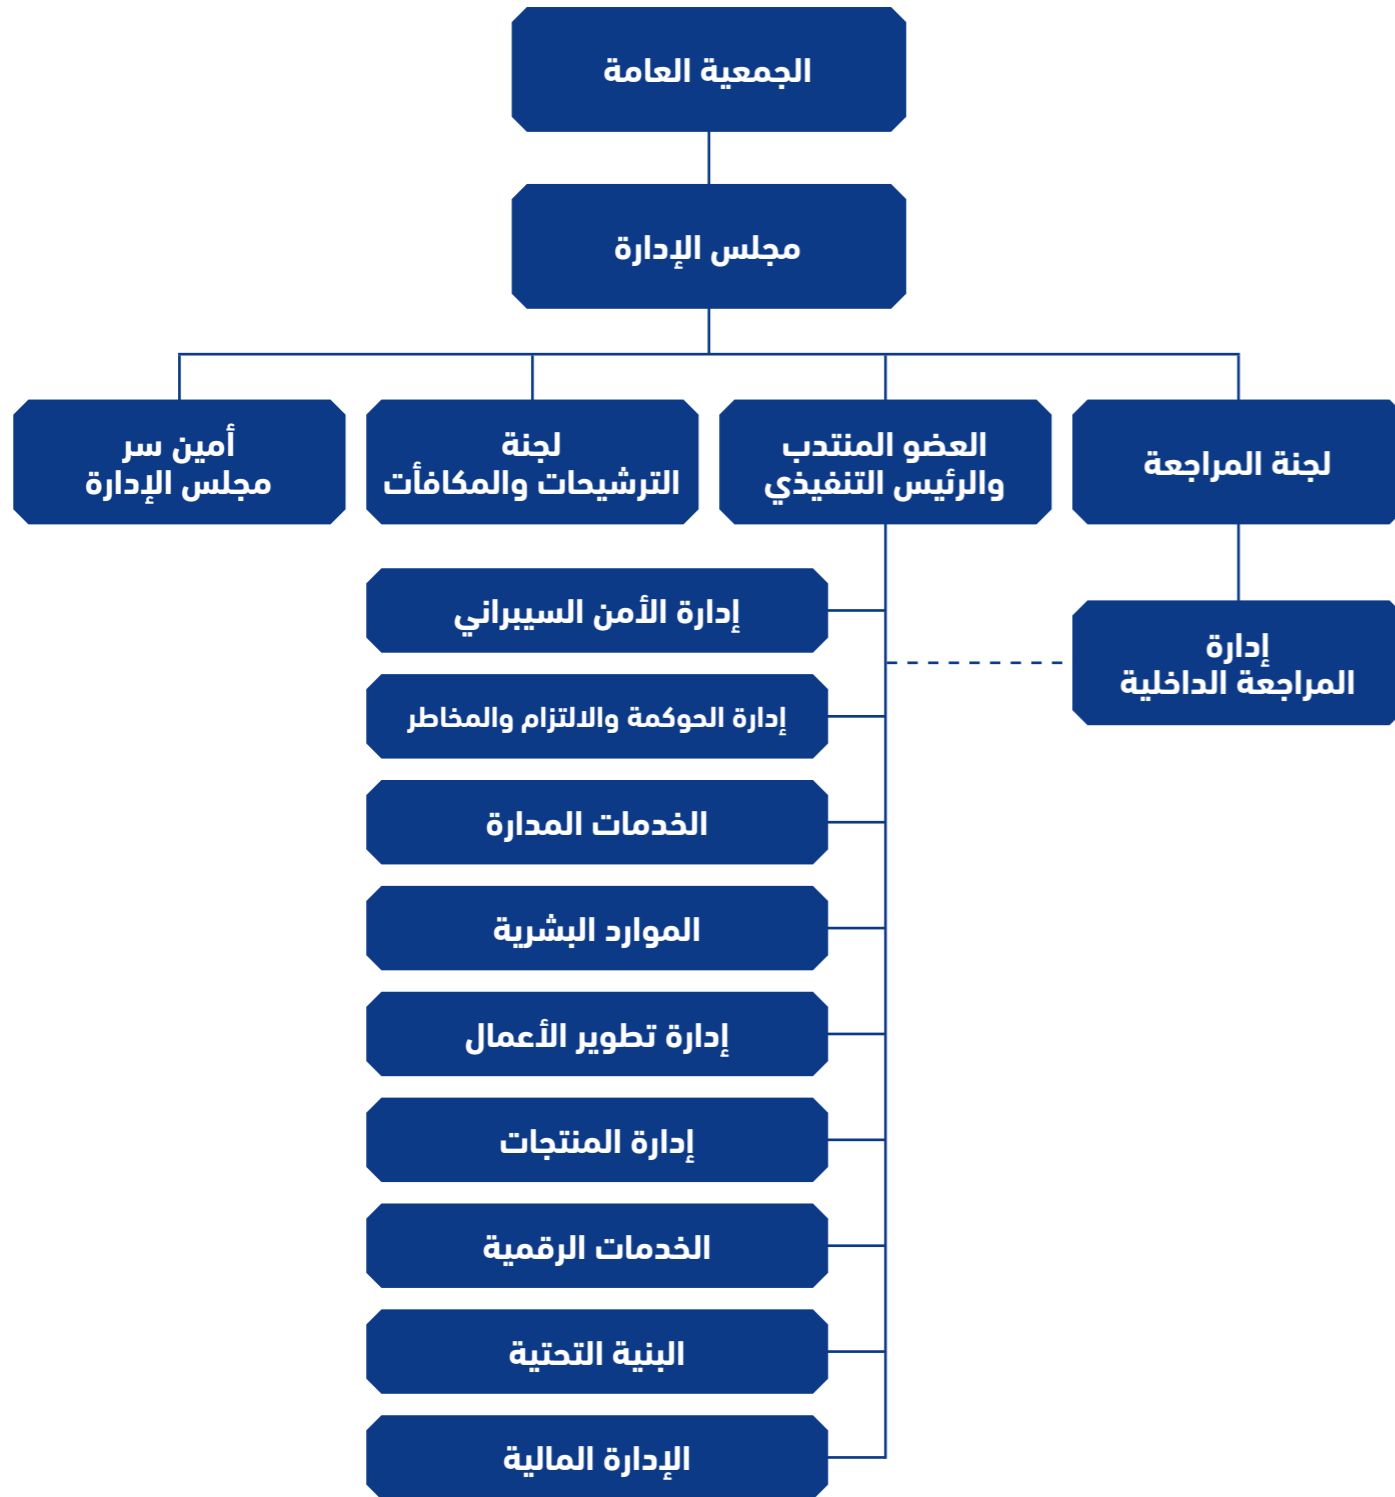 الجمعية العامة
مجلس الإدارة
لجنة المراجعة
العضو المنتدب
والرئيس التنفيذي
لجنة
الترشيحات والمكافأت
أمين سر
مجلس الإدارة
إدارة
المراجعة الداخلية
إدارة الأمن السيبراني
إدارة الحوكمة والالتزام والمخاطر
الخدمات المدارة
الموارد البشرية
إدارة تطوير الأعمال
إدارة المنتجات
الخدمات الرقمية
البنية التحتية
الإدارة المالية